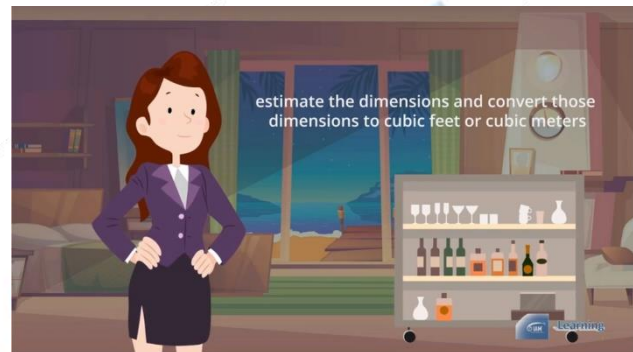 estimate the dimensions and convert those
dimensions to cubic feet or cubic meters
Learning